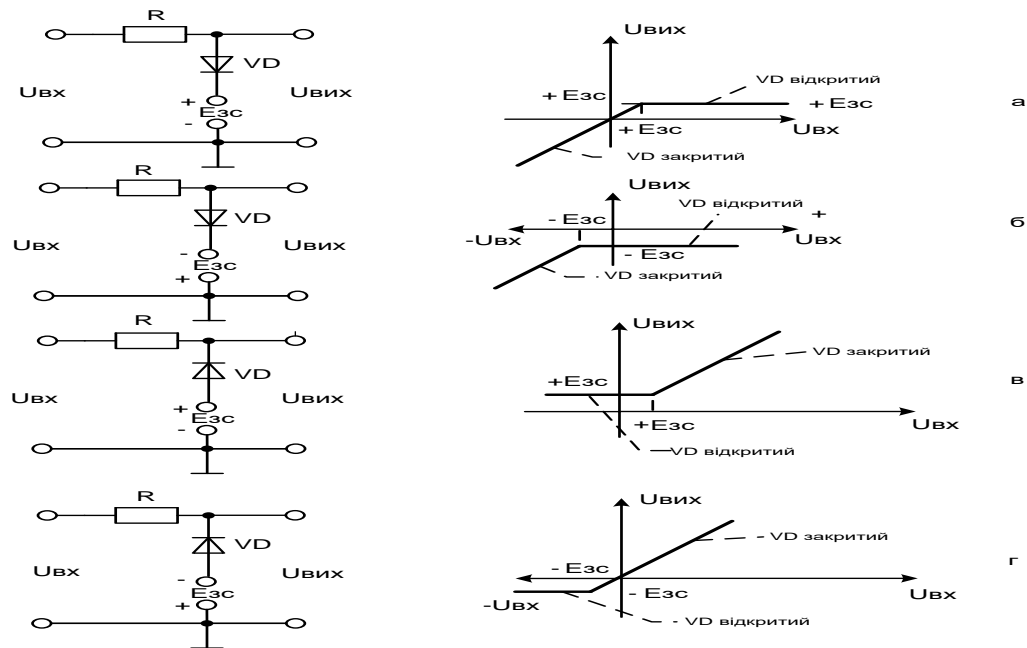 R
VD
Uвх
+
Eзс
-
Uвих
Uвих
VD відкритий
+ Eзс
+ Eзс
+ Eзс
Uвх
VD закритий
а
R
VD
Uвх
-
Eзс
+
Uвих
Uвих
VD відкритий
- Eзс
+
-Uвх
Uвх
- Eзс
VD закритий
б
R
VD
Uвх
+
Eзс
-
Uвих
Uвих
VD закритий
+Eзс
+Eзс
Uвх
VD відкритий
в
R
VD
Uвх
-
Eзс
+
Uвих
Uвих
VD закритий
- Eзс
- Eзс
-Uвх
Uвх
VD відкритий
г